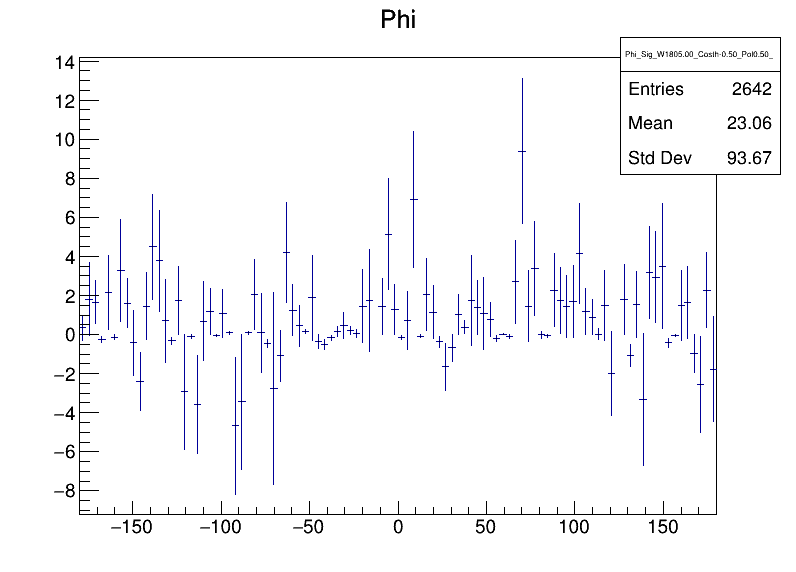 Phi
Phi_Sig_W1805.00_Costh-0.50_Pol0.50_
Entries 2642
Mean 23.06
Std Dev 93.67
14
12
10
8
6
4
2
0
−2
−4
−6
−8
−150 −100 −50 0 50 100 150